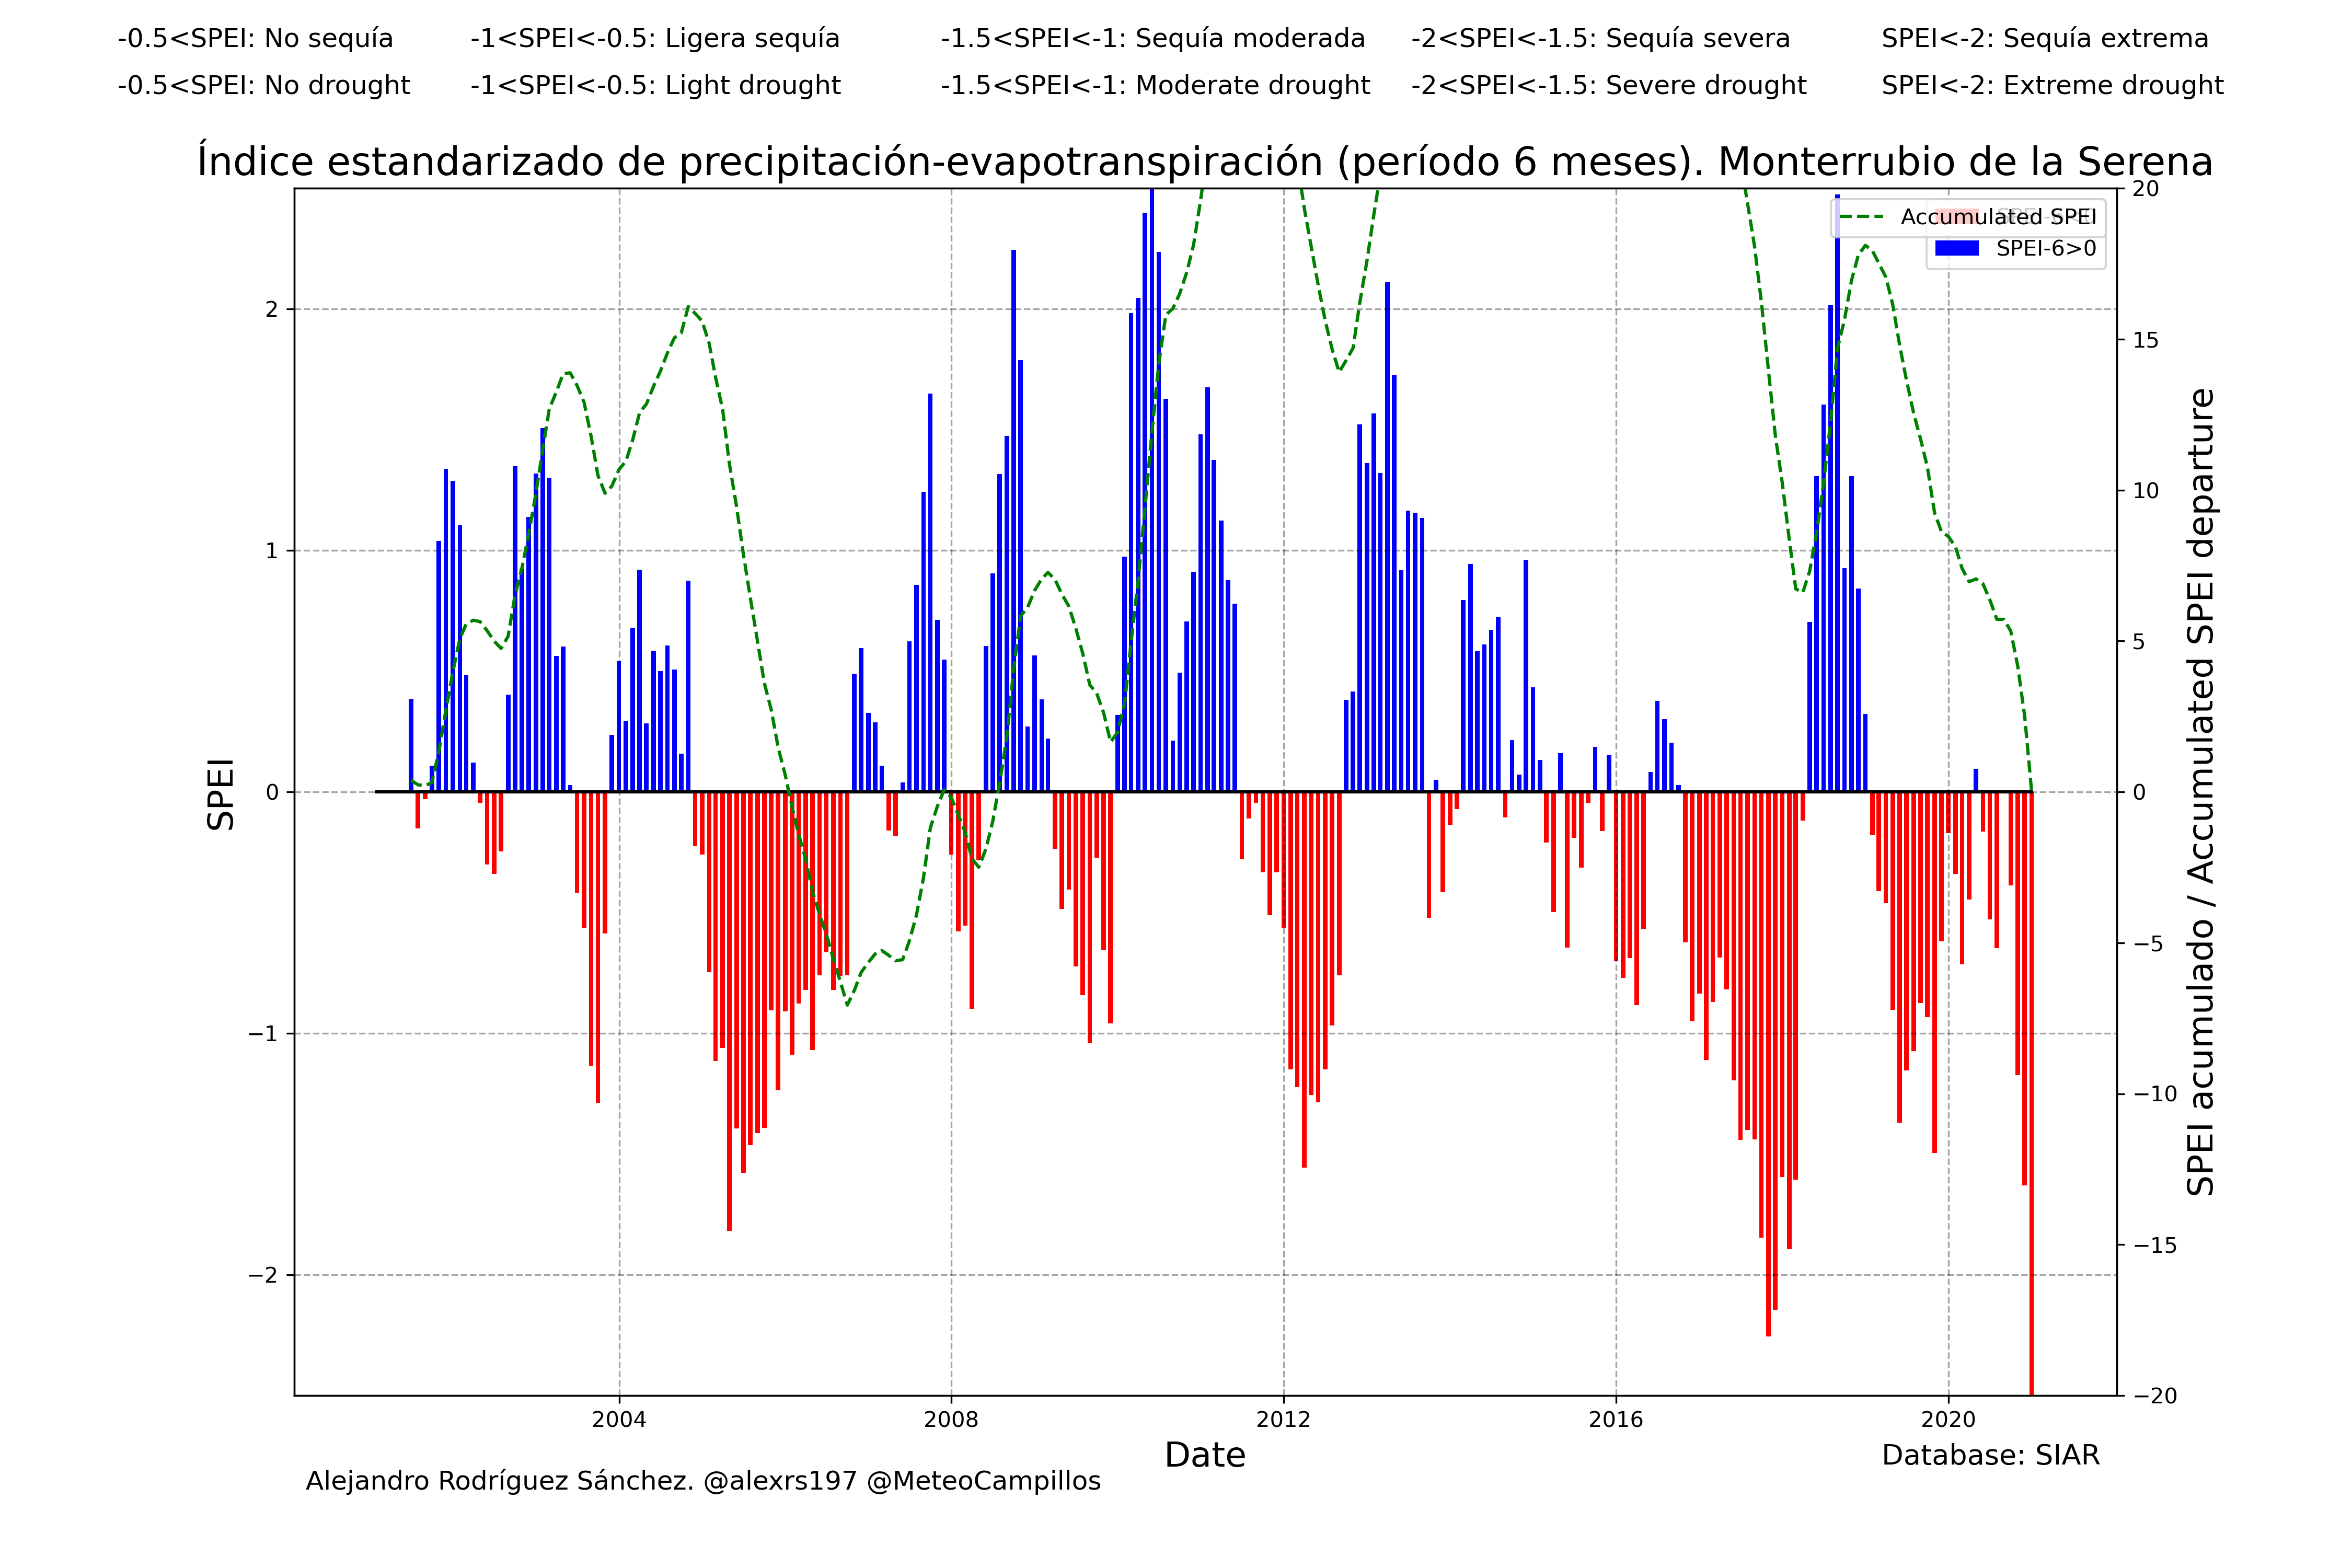 -0.5<SPEI: No sequía -1<SPEI<-0.5: Ligera sequía -1.5<SPEI<-1: Sequía moderada -2<SPEI<-1.5: Sequía severa SPEI<-2: Sequía extrema
-0.5<SPEI: No drought -1<SPEI<-0.5: Light drought -1.5<SPEI<-1: Moderate drought -2<SPEI<-1.5: Severe drought SPEI<-2: Extreme drought
Índice estandarizado de precipitación-evapotranspiración (período 6 meses). Monterrubio de la Serena
Accumulated SPEI
SPEI-6>0
SPEI
2
1
0
−1
−2
20
15
10
5
0
−5
−10
−15
−20
SPEI acumulado / Accumulated SPEI departure
2004 2008 2012 2016 2020
Date
Database: SIAR
Alejandro Rodríguez Sánchez. @alexrs197 @MeteoCampillos